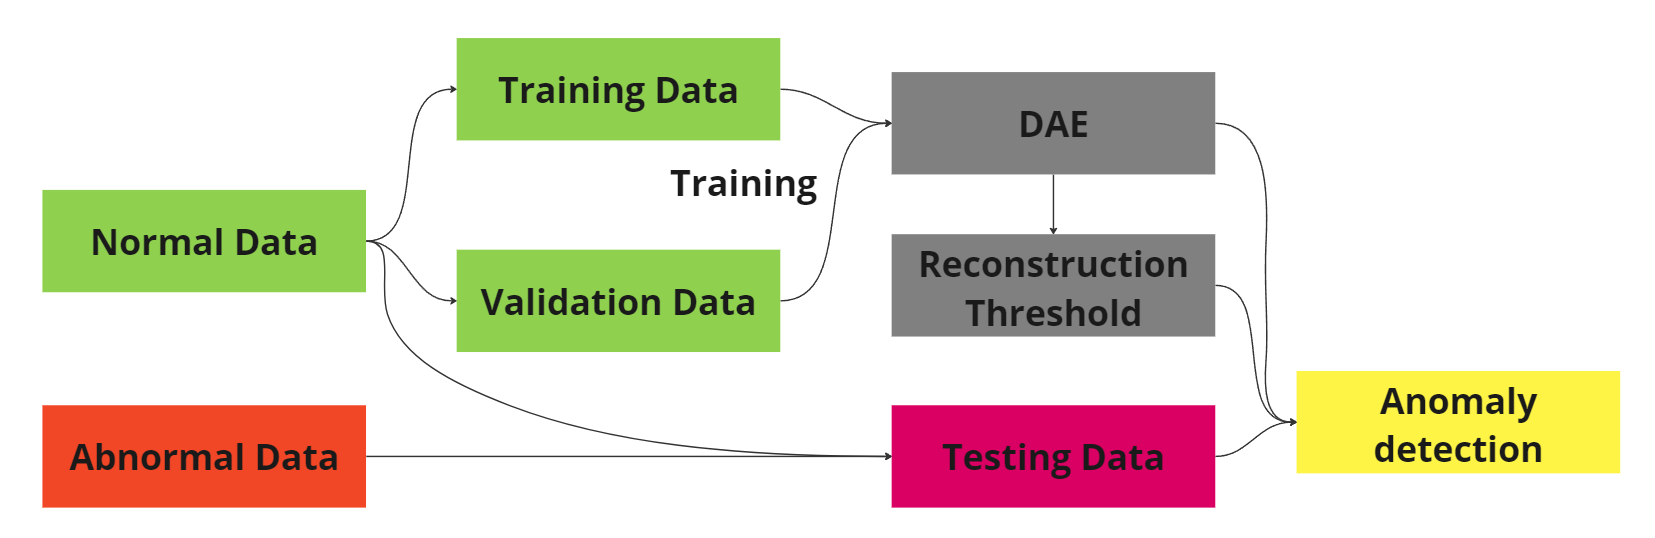 Training Data
DAE
Training
Normal Data
Validation Data
Reconstruction
Threshold
Abnormal Data
Testing Data
Anomaly
detection